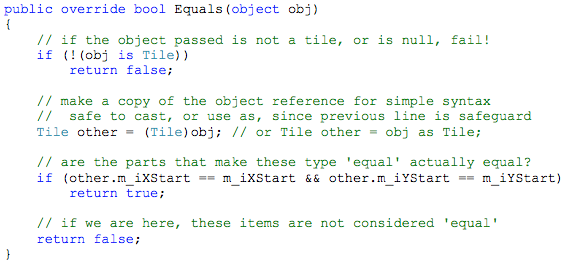 public override bool Equals(object obj)
{
    // if the object passed is not a tile, or is null, fail!
    if (!(obj is Tile))
        return false;

    // make a copy of the object reference for simple syntax
    //  safe to cast, or use as, since previous line is safeguard
    Tile other = (Tile)obj; // or Tile other = obj as Tile;

    // are the parts that make these type 'equal' actually equal?
    if (other.m_iXStart == m_iXStart && other.m_iYStart == m_iYStart)
        return true;

    // if we are here, these items are not considered 'equal'
    return false;
}